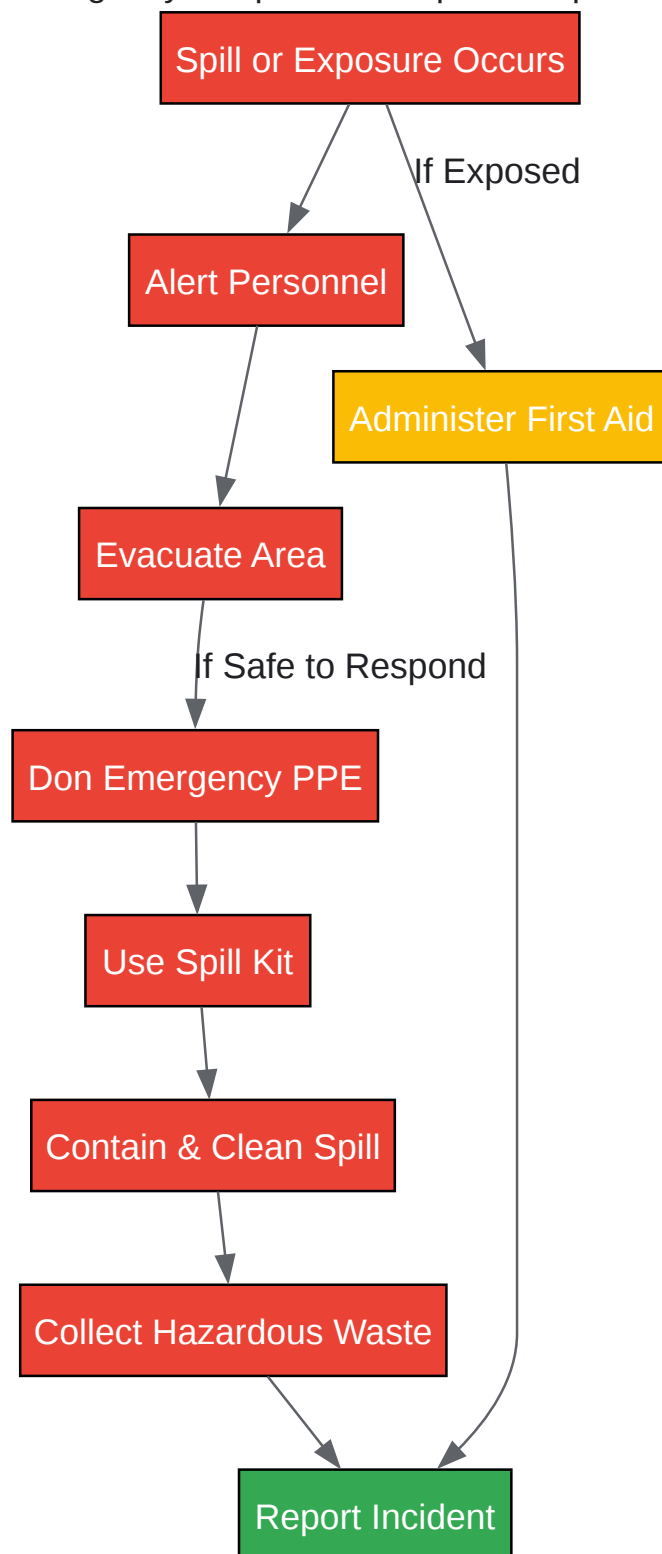 Spill or Exposure Occurs
If Exposed
Alert Personnel
Administer First Aid
Evacuate Area
If Safe to Respond
Don Emergency PPE
Use Spill Kit
Contain & Clean Spill
Collect Hazardous Waste
Report Incident